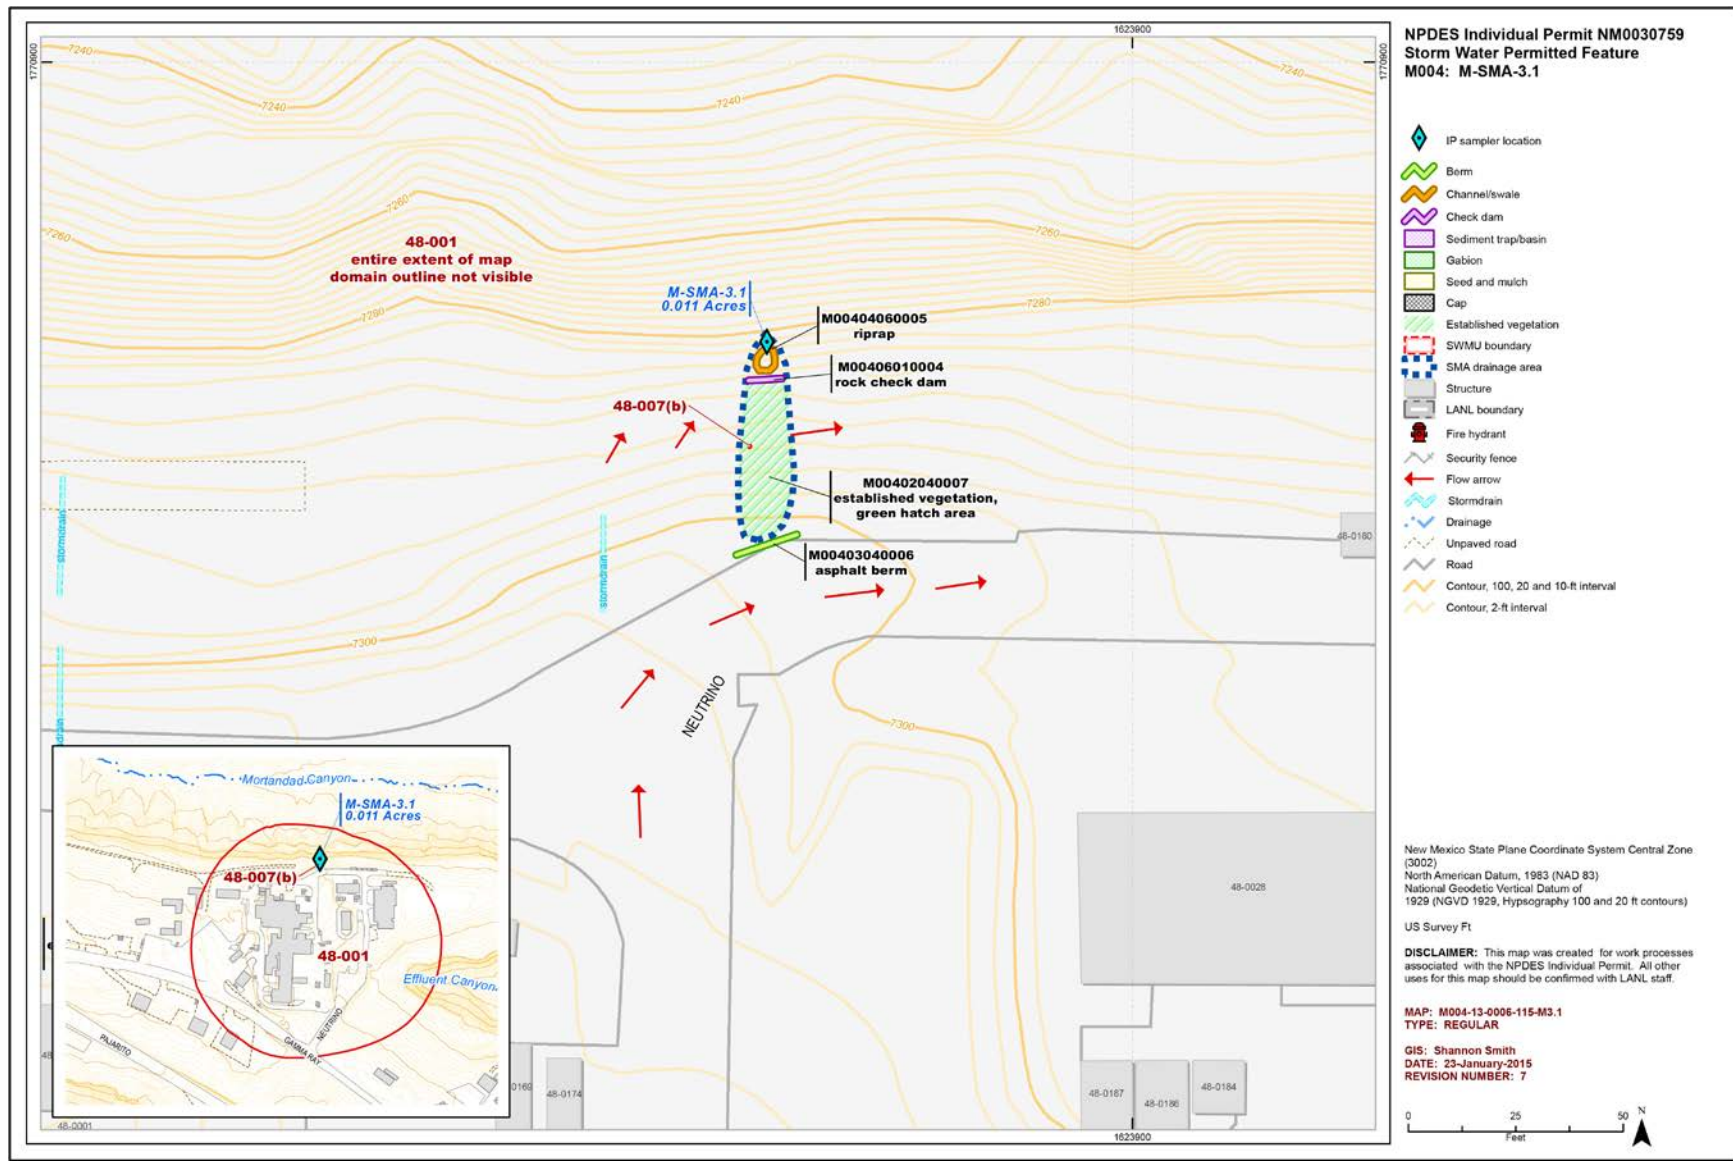 NPDES Individual Permit NM0030759
Storm Water Permitted Feature
M004: M-SMA-3.1
1623900
1770900
1770900
7240
7240
7240
7240
7260
7260
7260
7280
7280
7300
7300
48-001
entire extent of map
domain outline not visible
M-SMA-3.1
0.011 Acres
M00404060005
riprap
M00406010004
rock check dam
48-007(b)
M00402040007
established vegetation,
green hatch area
M00403040006
asphalt berm
stormdrain
stormdrain
NEUTRINO
48-0160
48-0028
48-0174
48-0167
48-0166
48-0184
48-0001
1623900
Mortandad Canyon
M-SMA-3.1
0.011 Acres
48-007(b)
48-001
Effluent Canyon
NEUTRINO
GAMMA RAY
PAJARITO
IP sampler location
Berm
Channel/swale
Check dam
Sediment trap/basin
Gabion
Seed and mulch
Cap
Established vegetation
SWMU boundary
SMA drainage area
Structure
LANL boundary
Fire hydrant
Security fence
Flow arrow
Stormdrain
Drainage
Unpaved road
Road
Contour, 100, 20 and 10-ft interval
Contour, 2-ft interval
New Mexico State Plane Coordinate System Central Zone
(3002)
North American Datum, 1983 (NAD 83)
National Geodetic Vertical Datum of
1929 (NGVD 1929, Hypsography 100 and 20 ft contours)
US Survey Ft
DISCLAIMER: This map was created for work processes
associated with the NPDES Individual Permit. All other
uses for this map should be confirmed with LANL staff.
MAP: M004-13-0006-115-M3.1
TYPE: REGULAR
GIS: Shannon Smith
DATE: 23-January-2015
REVISION NUMBER: 7
0 25 50
Feet
N